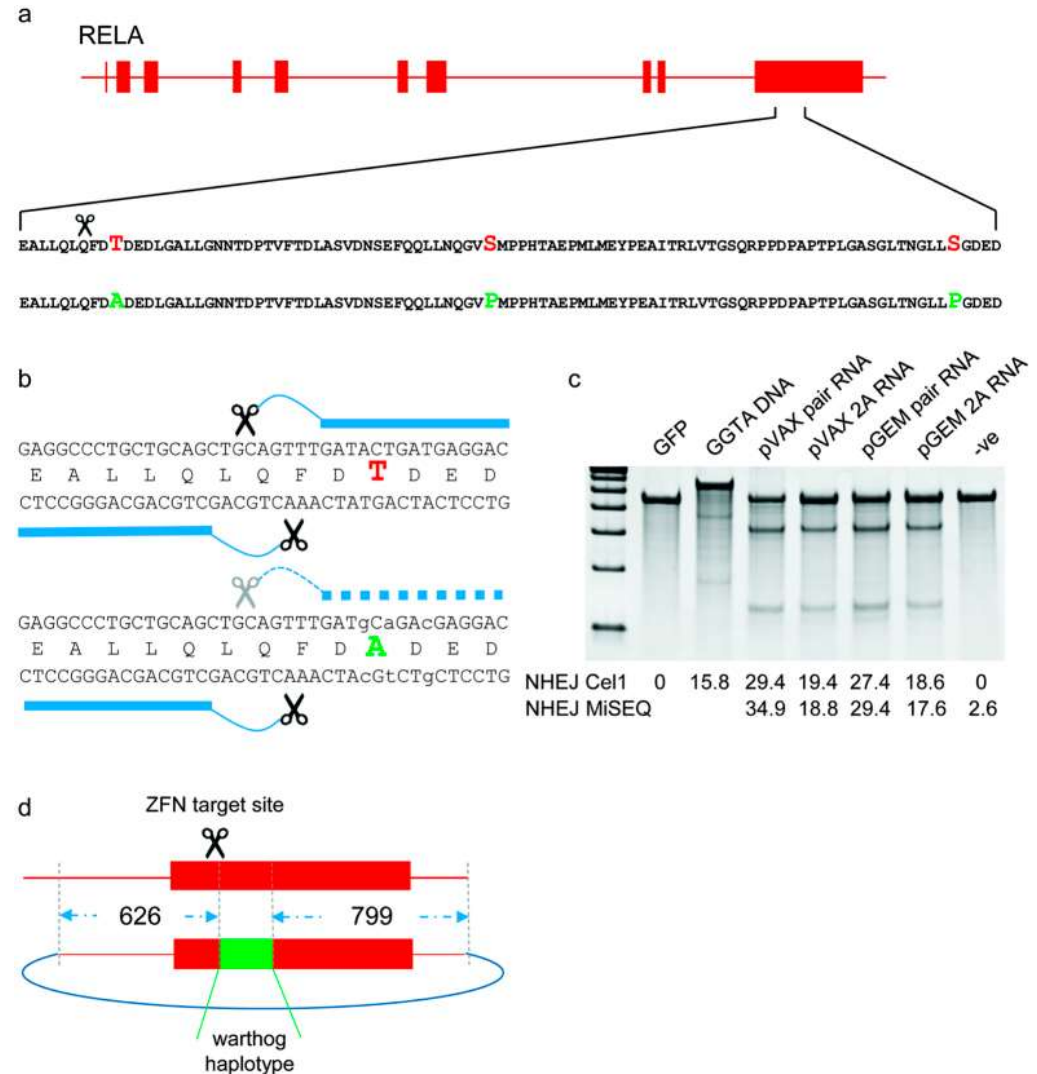 a
RELA
EALLQLQFDTDEDLGALLGNNTDPTVFTDLASVDNSEFQQLLNQGVSMPPHTAEPMLMEYPEAITRLVTGSQRPPDPAPTPLGASGLTNGLLSGDED
EALLQLQFDADEDLGALLGNNTDPTVFTDLASVDNSEFQQLLNQGVPMPPHTAEPMLMEYPEAITRLVTGSQRPPDPAPTPLGASGLTNGLLPGDED
b
GAGGCCCTGCTGCAGCTGCAGTTTGATACTGATGAGGAC
E A L L Q L Q F D T D E D
CTCCGGGACGACGTCGACGTCAAACTATGACTACTCCTG
GAGGCCCTGCTGCAGCTGCAGTTTGATgCaGAcGAGGAC
E A L L Q L Q F D A D E D
CTCCGGGACGACGTCGACGTCAAACTAcGtCTgCTCCTG
c
GFP
GGTA DNA
pVAX pair RNA
pVAX 2A RNA
pGEM pair RNA
pGEM 2A RNA
-ve
NHEJ Cel1 0 15.8 29.4 19.4 27.4 18.6 0
NHEJ MiSEQ 34.9 18.8 29.4 17.6 2.6
d
ZFN target site
626 799
warthog
haplotype